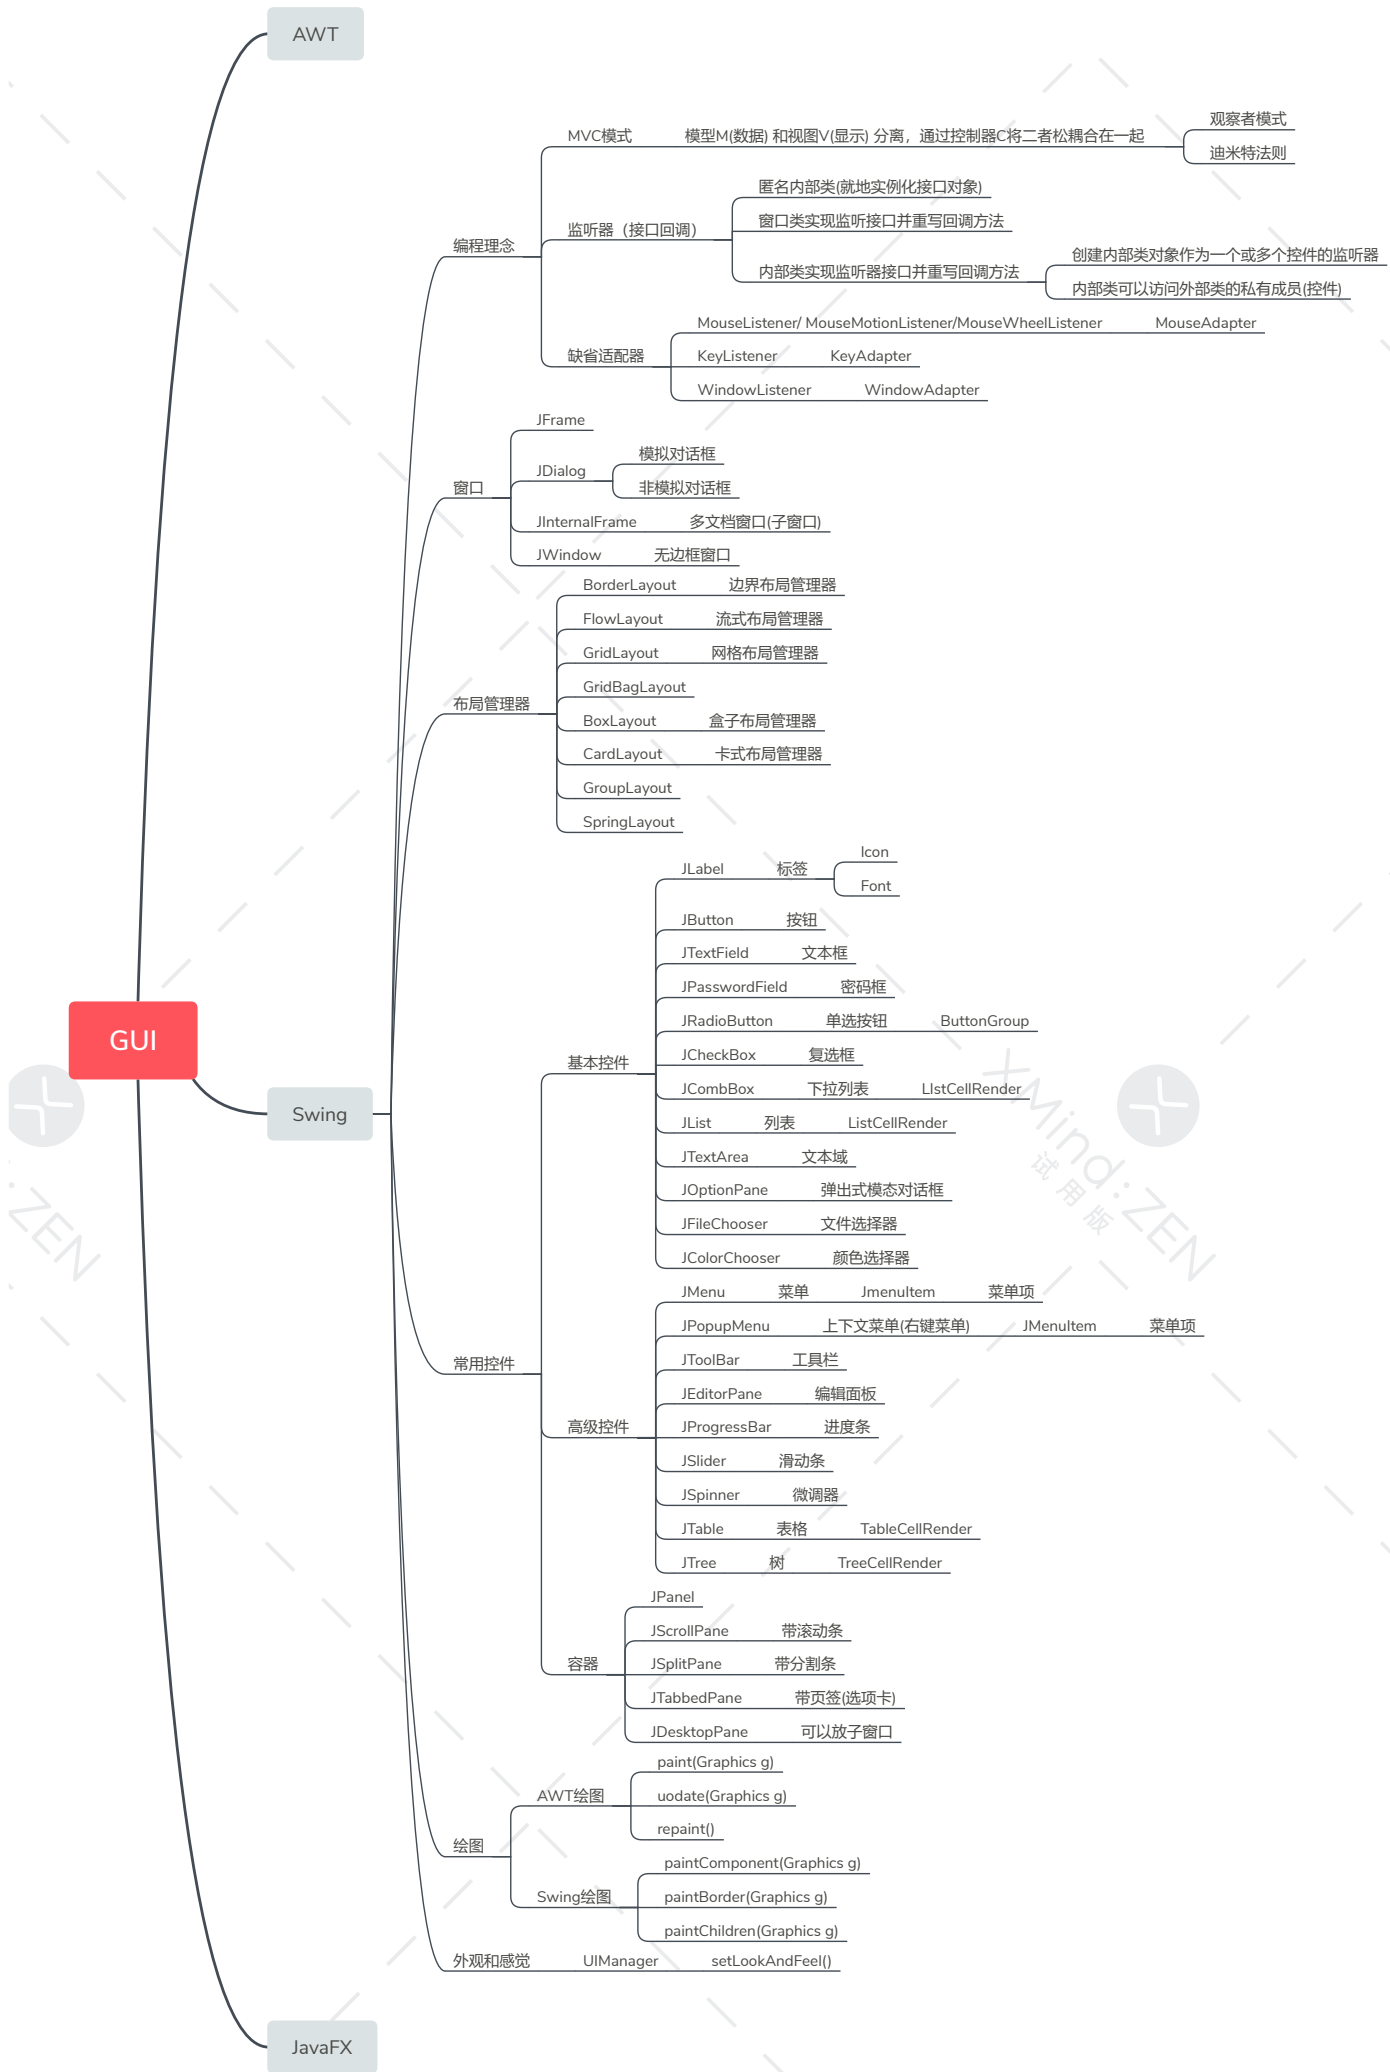 AWT
观察者模式
MVC模式 模型M(数据) 和视图V(显示) 分离，通过控制器C将二者松耦合在一起
迪米特法则
匿名内部类(就地实例化接口对象)
窗口类实现监听接口并重写回调方法
监听器（接口回调）
编程理念
创建内部类对象作为一个或多个控件的监听器
内部类实现监听器接口并重写回调方法
内部类可以访问外部类的私有成员(控件)
MouseListener/ MouseMotionListener/MouseWheelListener MouseAdapter
缺省适配器 KeyListener KeyAdapter
WindowListener WindowAdapter
JFrame
模拟对话框
JDialog
窗口 非模拟对话框
JInternalFrame 多文档窗口(子窗口)
JWindow 无边框窗口
BorderLayout 边界布局管理器
FlowLayout 流式布局管理器
GridLayout 网格布局管理器
GridBagLayout
布局管理器
BoxLayout 盒子布局管理器
CardLayout 卡式布局管理器
GroupLayout
SpringLayout
Icon
JLabel 标签
Font
JButton 按钮
JTextField 文本框
JPasswordField 密码框
JRadioButton 单选按钮 ButtonGroup
GUI
JCheckBox 复选框
基本控件
JCombBox 下拉列表 LIstCellRender
Swing
JList 列表 ListCellRender
JTextArea 文本域
JOptionPane 弹出式模态对话框
JFileChooser 文件选择器
JColorChooser 颜色选择器
XMind:ZEN
试用版
:ZEN
JMenu 菜单 JmenuItem 菜单项
JPopupMenu 上下文菜单(右键菜单) JMenuItem 菜单项
JToolBar 工具栏
常用控件
JEditorPane 编辑面板
高级控件 JProgressBar 进度条
JSlider 滑动条
JSpinner 微调器
JTable 表格 TableCellRender
JTree 树 TreeCellRender
JPanel
JScrollPane 带滚动条
容器 JSplitPane 带分割条
JTabbedPane 带页签(选项卡)
JDesktopPane 可以放子窗口
paint(Graphics g)
AWT绘图 uodate(Graphics g)
repaint()
绘图
paintComponent(Graphics g)
Swing绘图 paintBorder(Graphics g)
paintChildren(Graphics g)
外观和感觉 UIManager setLookAndFeel()
JavaFX